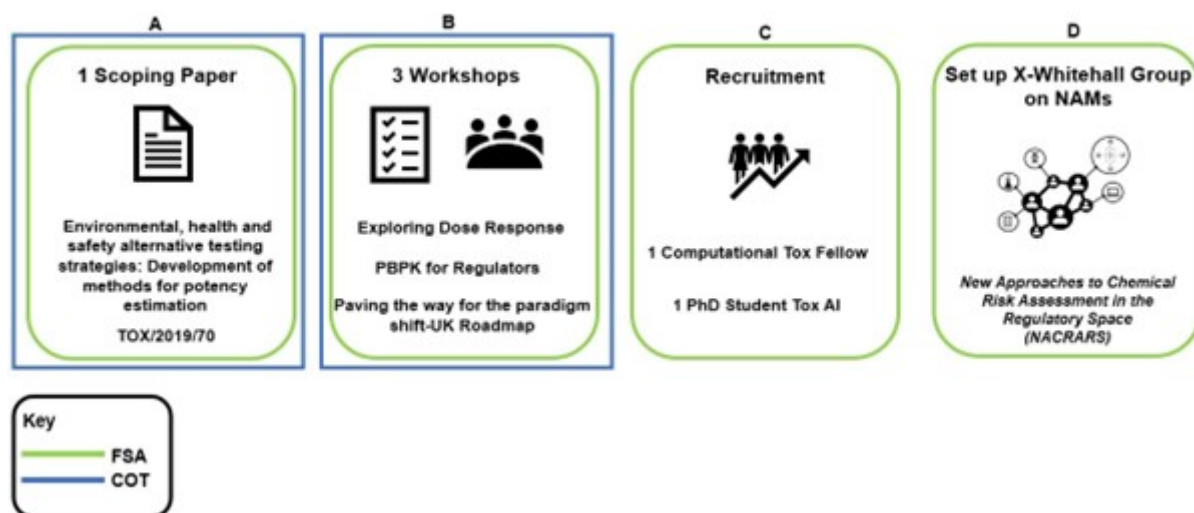 A
1 Scoping Paper
Environmental, health and
safety alternative testing
strategies: Development of
methods for potency
estimation
TOX/2019/70
B
3 Workshops
Exploring Dose Response
PBPK for Regulators
Paving the way for the paradigm
shift-UK Roadmap
C
Recruitment
1 Computational Tox Fellow
1 PhD Student Tox AI
D
Set up X-Whitehall Group
on NAMs
New Approaches to Chemical
Risk Assessment in the
Regulatory Space
(NACRARS)
Key
FSA
COT